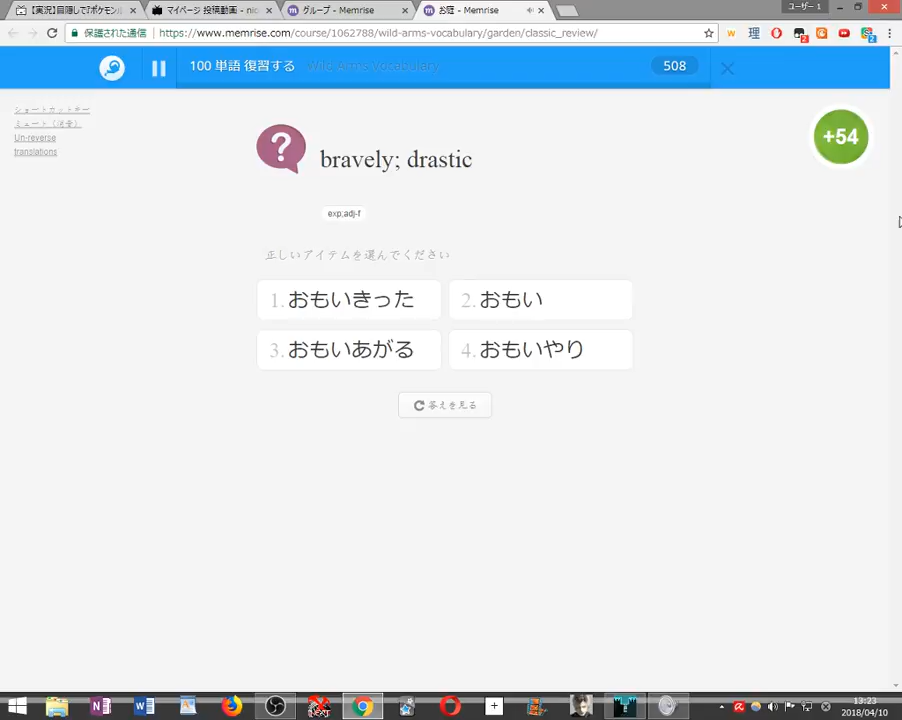 【実況】目隠しで?ポケモン
マイページ 投稿動画 - nic
グループ - Memrise
お庭 - Memrise
ユーザー 1
保護された通信
https://www.memrise.com/course/1062788/wild-arms-vocabulary/garden/classic_review/
100 単語 復習する
Wild Arms Vocabulary
508
ショートカットキー
ミュート（消音）
Un-reverse
translations
+54
bravely; drastic
exp;adj-f
正しいアイテムを選んでください
1. おもいきった
2. おもい
3. おもいあがる
4. おもいやり
答えを見る
13:23
2018/04/10